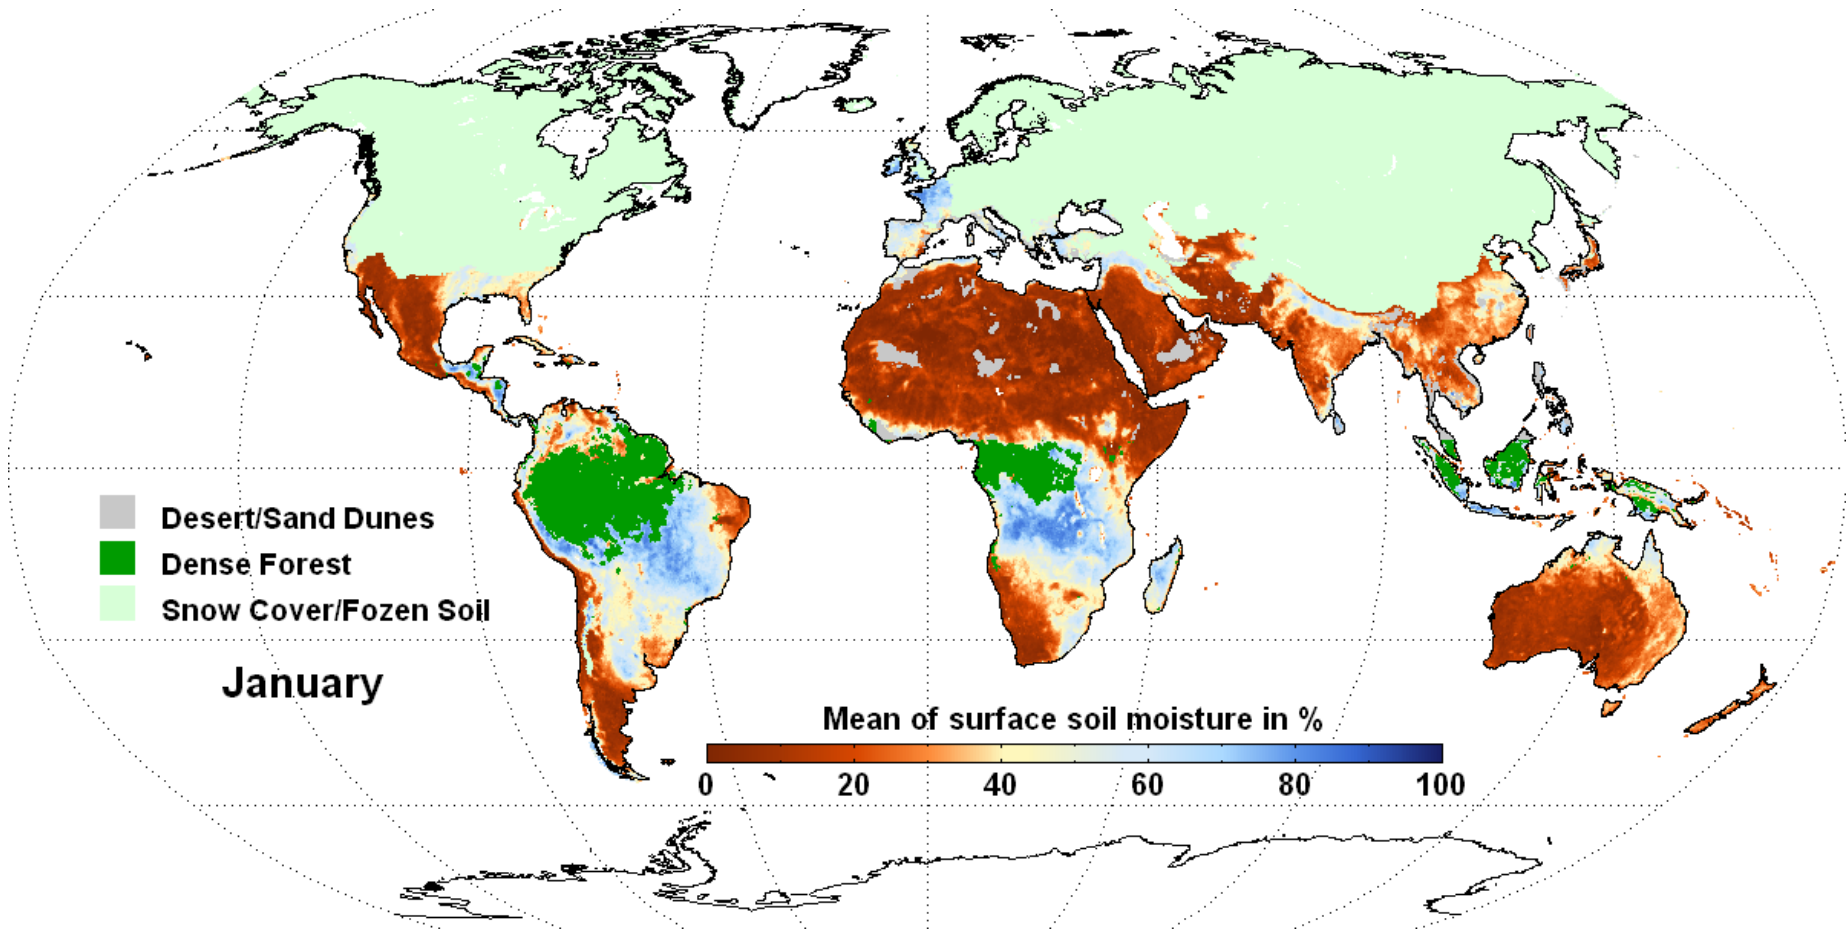 Desert/Sand Dunes
Dense Forest
Snow Cover/Fozen Soil
January
Mean of surface soil moisture in %
0 20 40 60 80 100